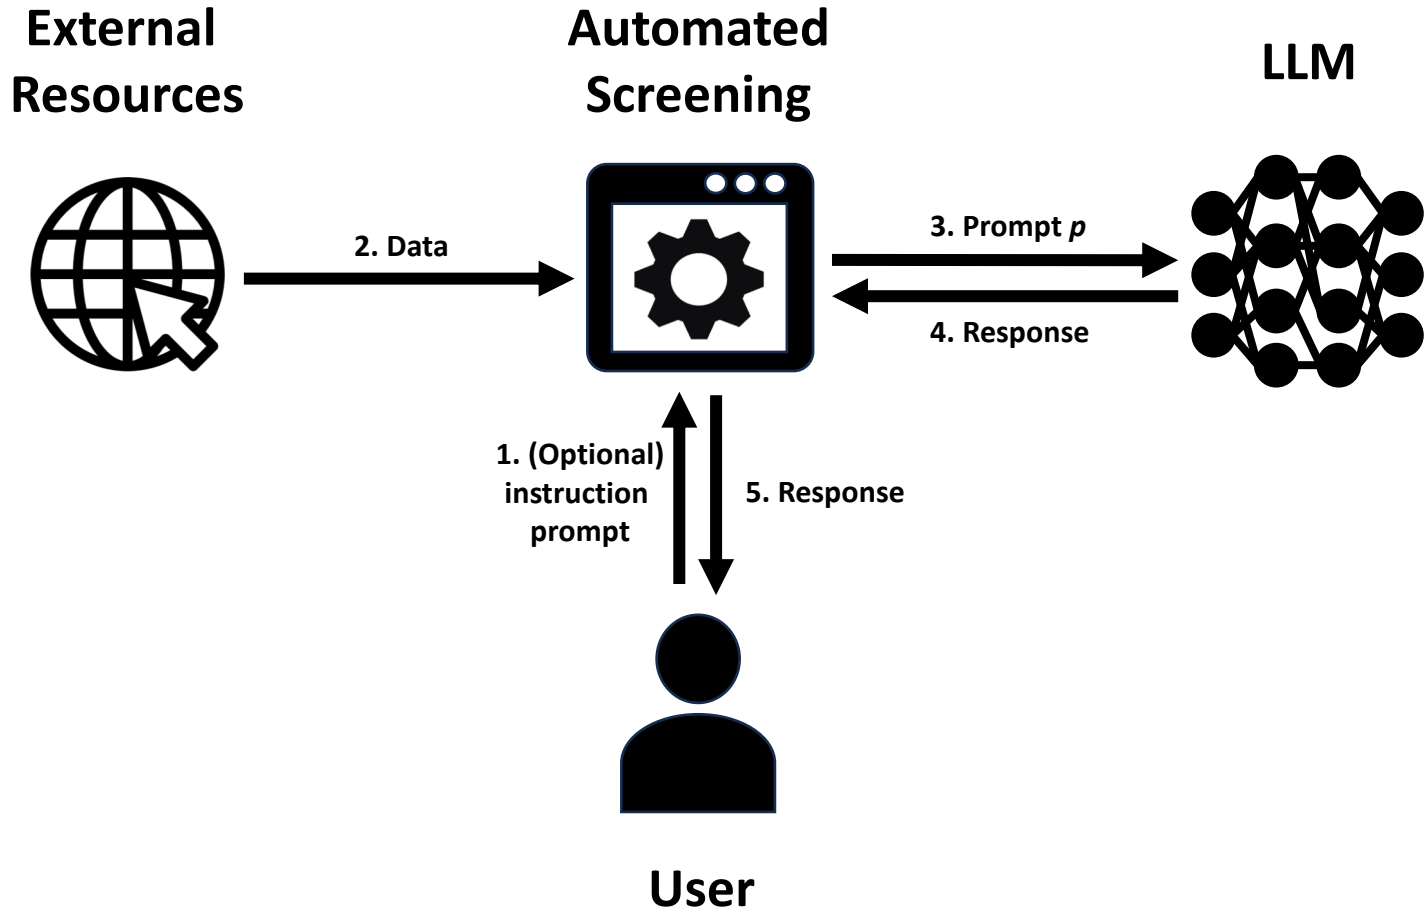 External
Resources
Automated
Screening
LLM
2. Data
3. Prompt p
4. Response
1. (Optional)
instruction
prompt
5. Response
User